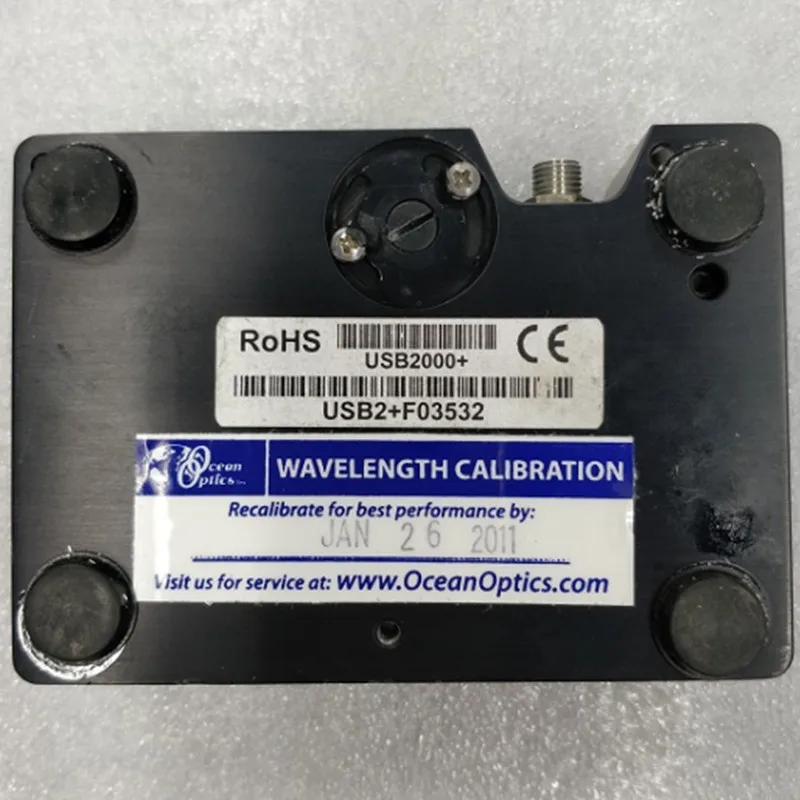 RoHS CE
USB2000+
USB2+F03532
Ocean
Optics Inc.
WAVELENGTH CALIBRATION
Recalibrate for best performance by:
JAN 26 2011
Visit us for service at: www.OceanOptics.com